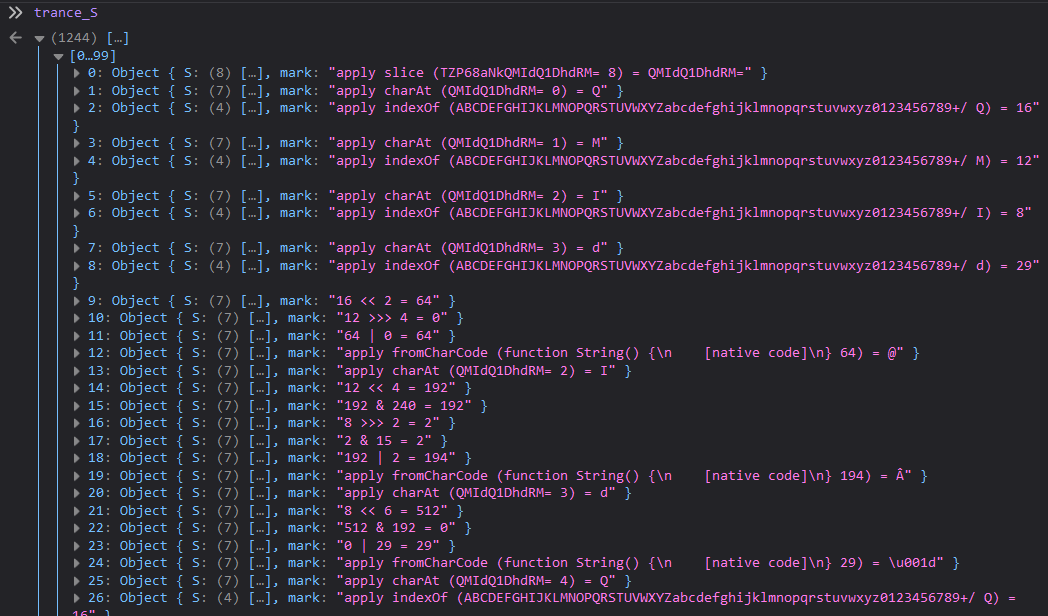 trance_S
(1244) […]
[0…99]
0: Object { S: (8) […], mark: "apply slice (TZP68aNkQMIdQ1DhdRM= 8) = QMIdQ1DhdRM=" }
1: Object { S: (7) […], mark: "apply charAt (QMIdQ1DhdRM= 0) = Q" }
2: Object { S: (4) […], mark: "apply indexOf (ABCDEFGHIJKLMNOPQRSTUVWXYZabcdefghijklmnopqrstuvwxyz0123456789+/ Q) = 16"
}
3: Object { S: (7) […], mark: "apply charAt (QMIdQ1DhdRM= 1) = M" }
4: Object { S: (4) […], mark: "apply indexOf (ABCDEFGHIJKLMNOPQRSTUVWXYZabcdefghijklmnopqrstuvwxyz0123456789+/ M) = 12"
}
5: Object { S: (7) […], mark: "apply charAt (QMIdQ1DhdRM= 2) = I" }
6: Object { S: (4) […], mark: "apply indexOf (ABCDEFGHIJKLMNOPQRSTUVWXYZabcdefghijklmnopqrstuvwxyz0123456789+/ I) = 8"
}
7: Object { S: (7) […], mark: "apply charAt (QMIdQ1DhdRM= 3) = d" }
8: Object { S: (4) […], mark: "apply indexOf (ABCDEFGHIJKLMNOPQRSTUVWXYZabcdefghijklmnopqrstuvwxyz0123456789+/ d) = 29"
}
9: Object { S: (7) […], mark: "16 << 2 = 64" }
10: Object { S: (7) […], mark: "12 >>> 4 = 0" }
11: Object { S: (7) […], mark: "64 | 0 = 64" }
12: Object { S: (7) […], mark: "apply fromCharCode (function String() {\n    [native code]\n} 64) = @" }
13: Object { S: (7) […], mark: "apply charAt (QMIdQ1DhdRM= 2) = I" }
14: Object { S: (7) […], mark: "12 << 4 = 192" }
15: Object { S: (7) […], mark: "192 & 240 = 192" }
16: Object { S: (7) […], mark: "8 >>> 2 = 2" }
17: Object { S: (7) […], mark: "2 & 15 = 2" }
18: Object { S: (7) […], mark: "192 | 2 = 194" }
19: Object { S: (7) […], mark: "apply fromCharCode (function String() {\n    [native code]\n} 194) = Â" }
20: Object { S: (7) […], mark: "apply charAt (QMIdQ1DhdRM= 3) = d" }
21: Object { S: (7) […], mark: "8 << 6 = 512" }
22: Object { S: (7) […], mark: "512 & 192 = 0" }
23: Object { S: (7) […], mark: "0 | 29 = 29" }
24: Object { S: (7) […], mark: "apply fromCharCode (function String() {\n    [native code]\n} 29) = \u001d" }
25: Object { S: (7) […], mark: "apply charAt (QMIdQ1DhdRM= 4) = Q" }
26: Object { S: (4) […], mark: "apply indexOf (ABCDEFGHIJKLMNOPQRSTUVWXYZabcdefghijklmnopqrstuvwxyz0123456789+/ Q) =
16" }